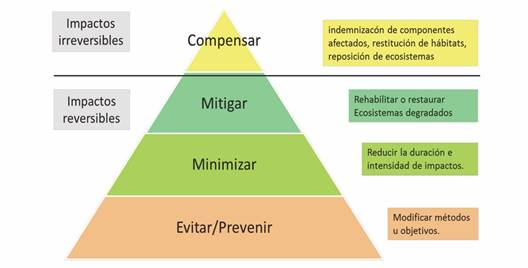 Impactos
irreversibles
Compensar
indemnizacón de componentes
afectados, restitución de hábitats,
reposición de ecosistemas
Impactos
reversibles
Mitigar
Rehabilitar o restaurar
Ecosistemas degradados
Minimizar
Reducir la duración e
intensidad de impactos.
Evitar/Prevenir
Modificar métodos
u objetivos.